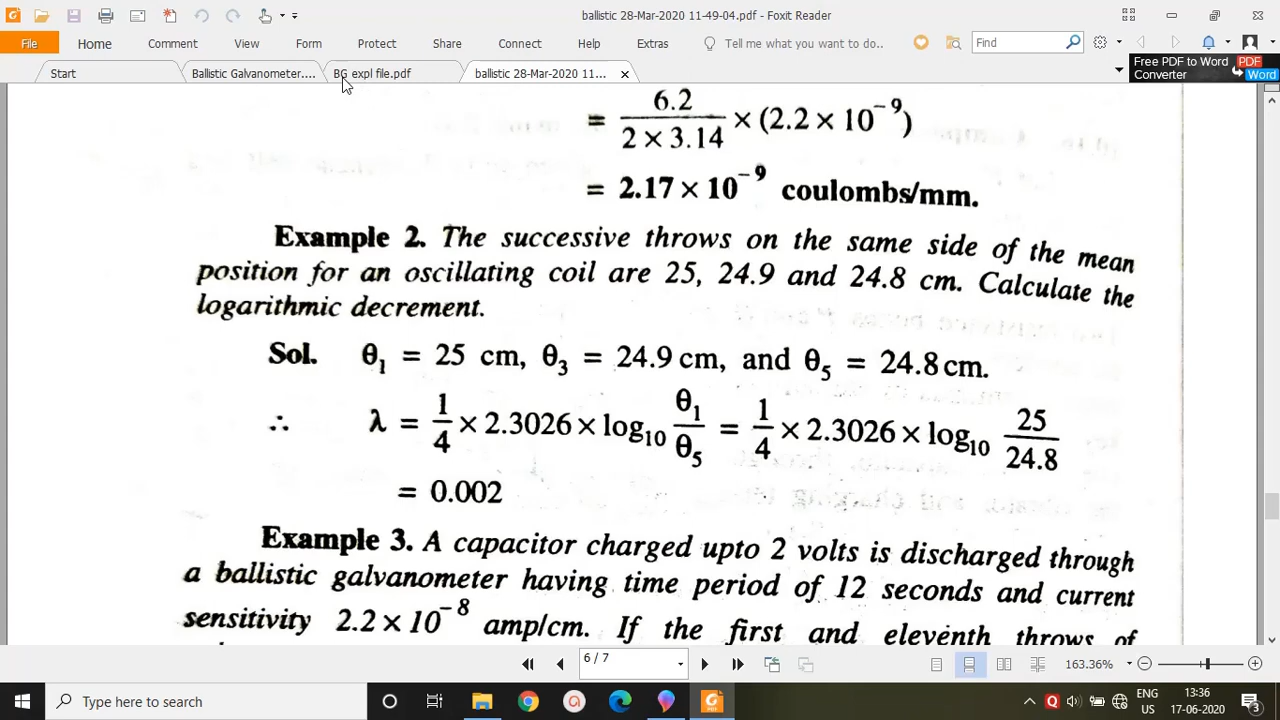 ballistic 28-Mar-2020 11-49-04.pdf - Foxit Reader
File Home Comment View Form Protect Share Connect Help Extras Tell me what you want to do.. Find
Free PDF to Word PDF
Converter Word
Start Ballistic Galvanometer.... BG expl file.pdf ballistic 28-Mar-2020 11...
= 6.2 / (2 × 3.14) × (2.2 × 10⁻⁹)
= 2.17 × 10⁻⁹ coulombs/mm.
Example 2. The successive throws on the same side of the mean
position for an oscillating coil are 25, 24.9 and 24.8 cm. Calculate the
logarithmic decrement.
Sol. θ₁ = 25 cm, θ₃ = 24.9 cm, and θ₅ = 24.8 cm.
∴ λ = 1/4 × 2.3026 × log₁₀ θ₁/θ₅ = 1/4 × 2.3026 × log₁₀ 25/24.8
= 0.002
Example 3. A capacitor charged upto 2 volts is discharged through
a ballistic galvanometer having time period of 12 seconds and current
sensitivity 2.2 × 10⁻⁸ amp/cm. If the first and eleventh throws of
6 / 7 163.36%
Type here to search ENG 13:36
US 17-06-2020 3